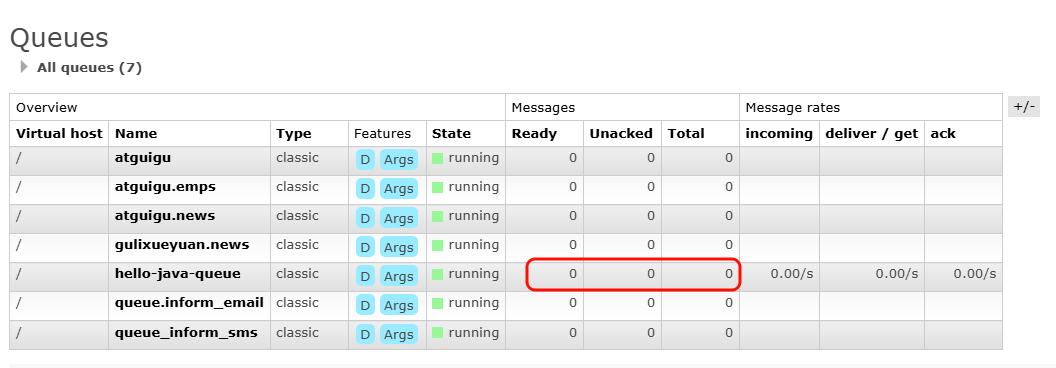 Queues
All queues (7)
Overview Messages Message rates +/-
Virtual host Name Type Features State Ready Unacked Total incoming deliver / get ack
/ atguigu classic D Args running 0 0 0
/ atguigu.emps classic D Args running 0 0 0
/ atguigu.news classic D Args running 0 0 0
/ gulixueyuan.news classic D Args running 0 0 0
/ hello-java-queue classic D Args running 0 0 0 0.00/s 0.00/s 0.00/s
/ queue.inform_email classic D Args running 0 0 0
/ queue_inform_sms classic D Args running 0 0 0